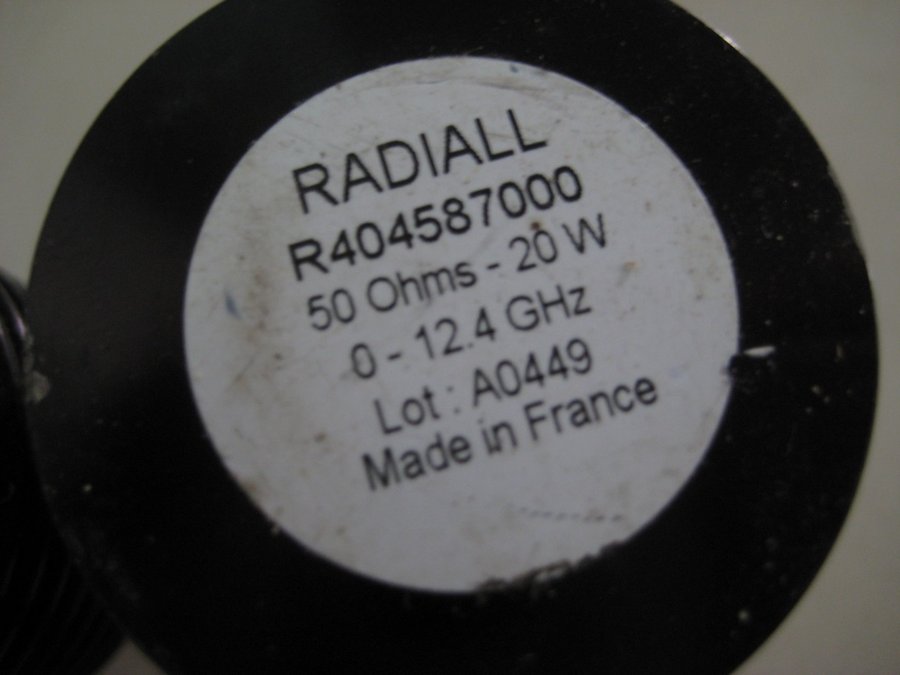 RADIALL
R404587000
50 Ohms - 20 W
0 - 12.4 GHz
Lot : A0449
Made in France